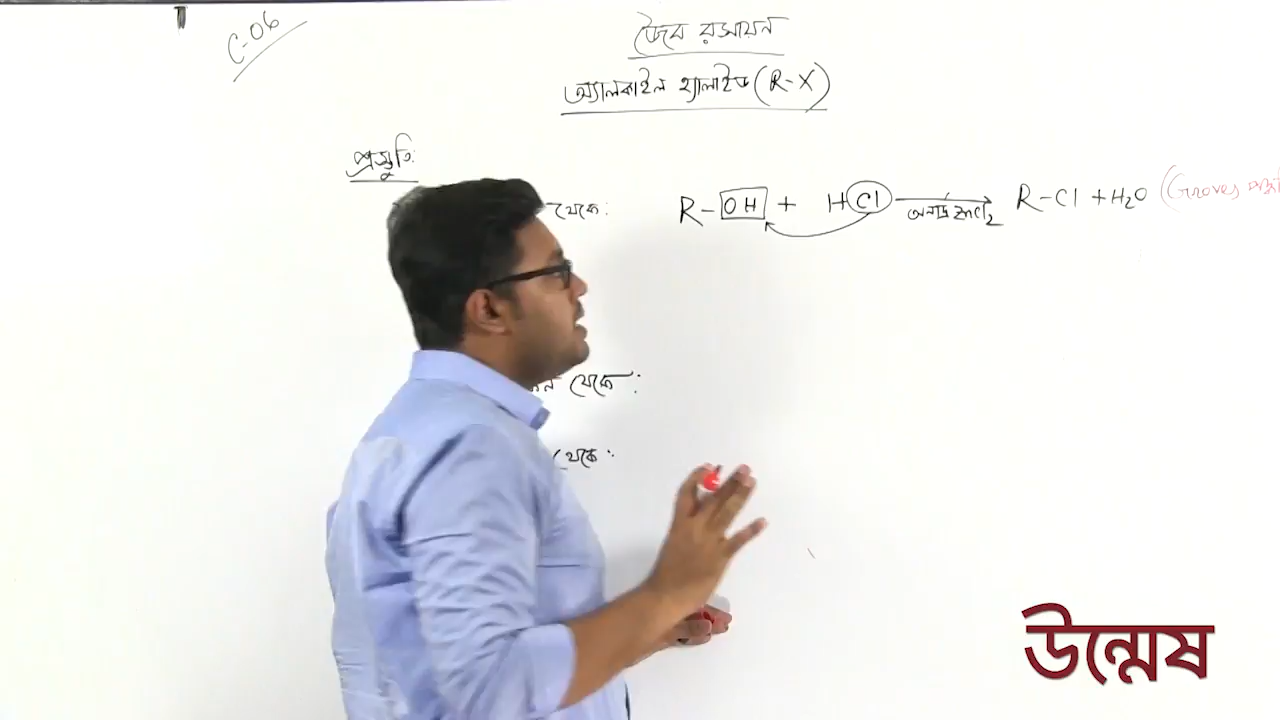 C-06
জৈব রসায়ন
অ্যালকাইল হ্যালাইড (R-X)
প্রস্তুতি:
থেকে: R-OH + HCl অনার্দ্র ZnCl2 R-Cl + H2O (Groves
থেকে:
থেকে:
উন্মেষ